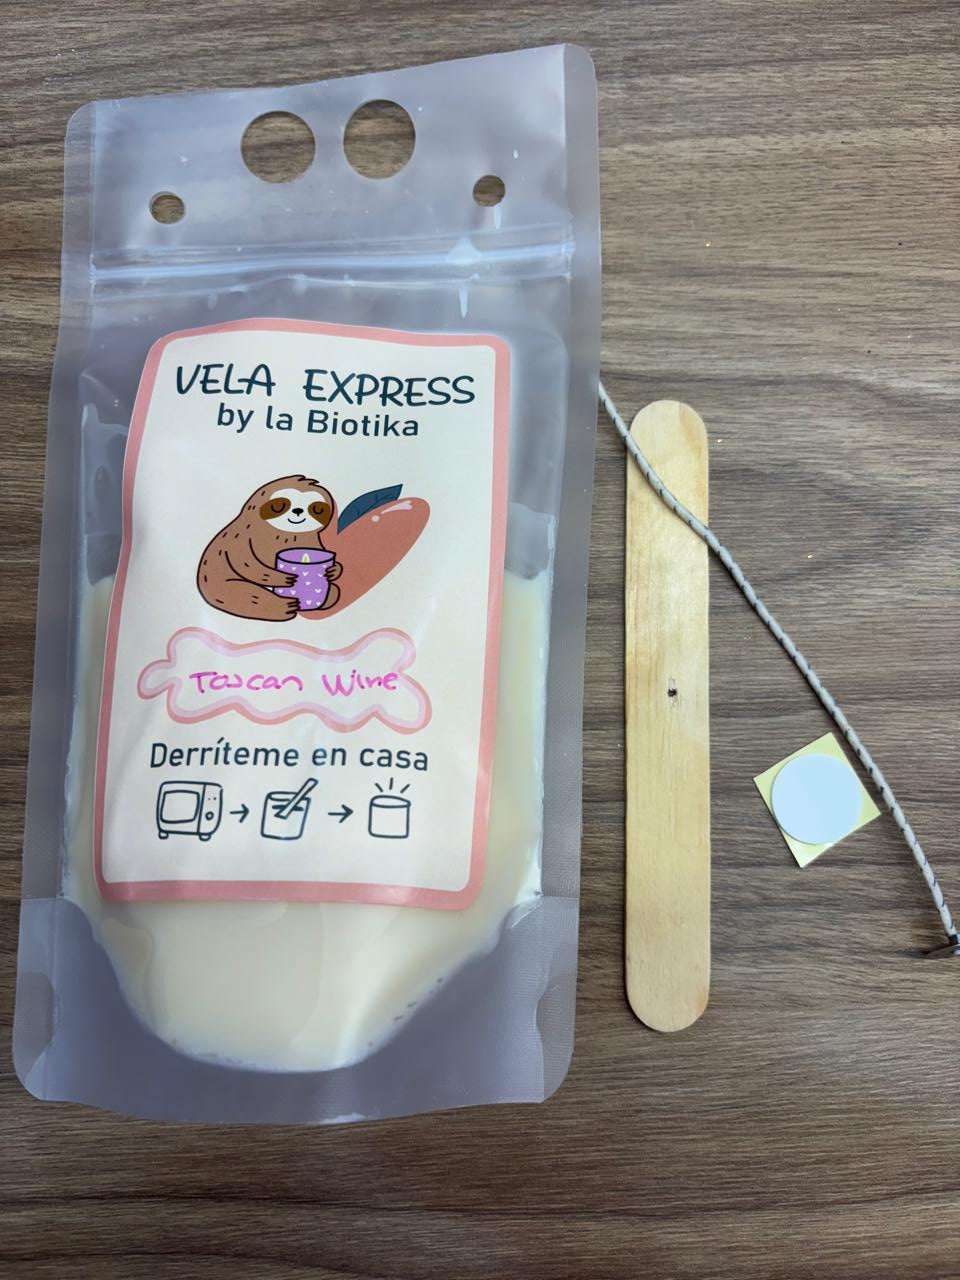 VELA EXPRESS
by la Biotika
Toscan Wine
Derríteme en casa